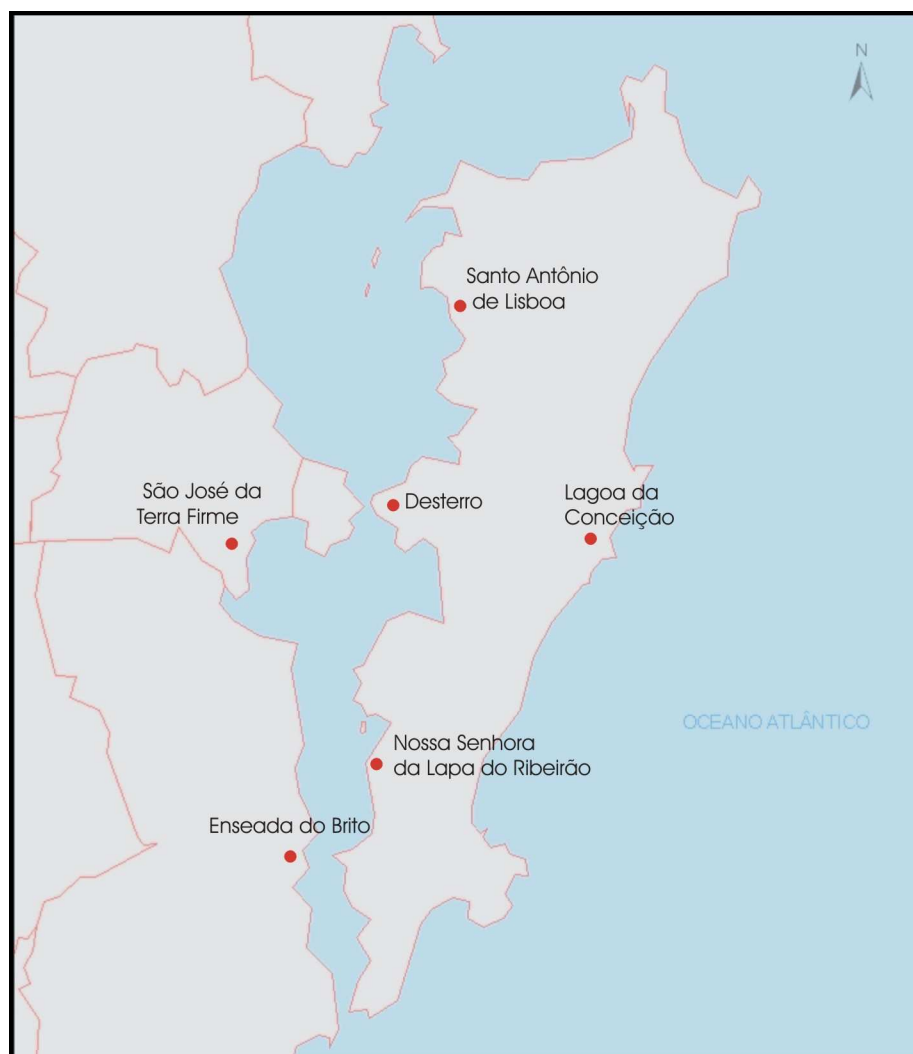 N
Santo Antônio
de Lisboa
São José da
Terra Firme
Desterro
Lagoa da
Conceição
OCEANO ATLÂNTICO
Nossa Senhora
da Lapa do Ribeirão
Enseada do Brito